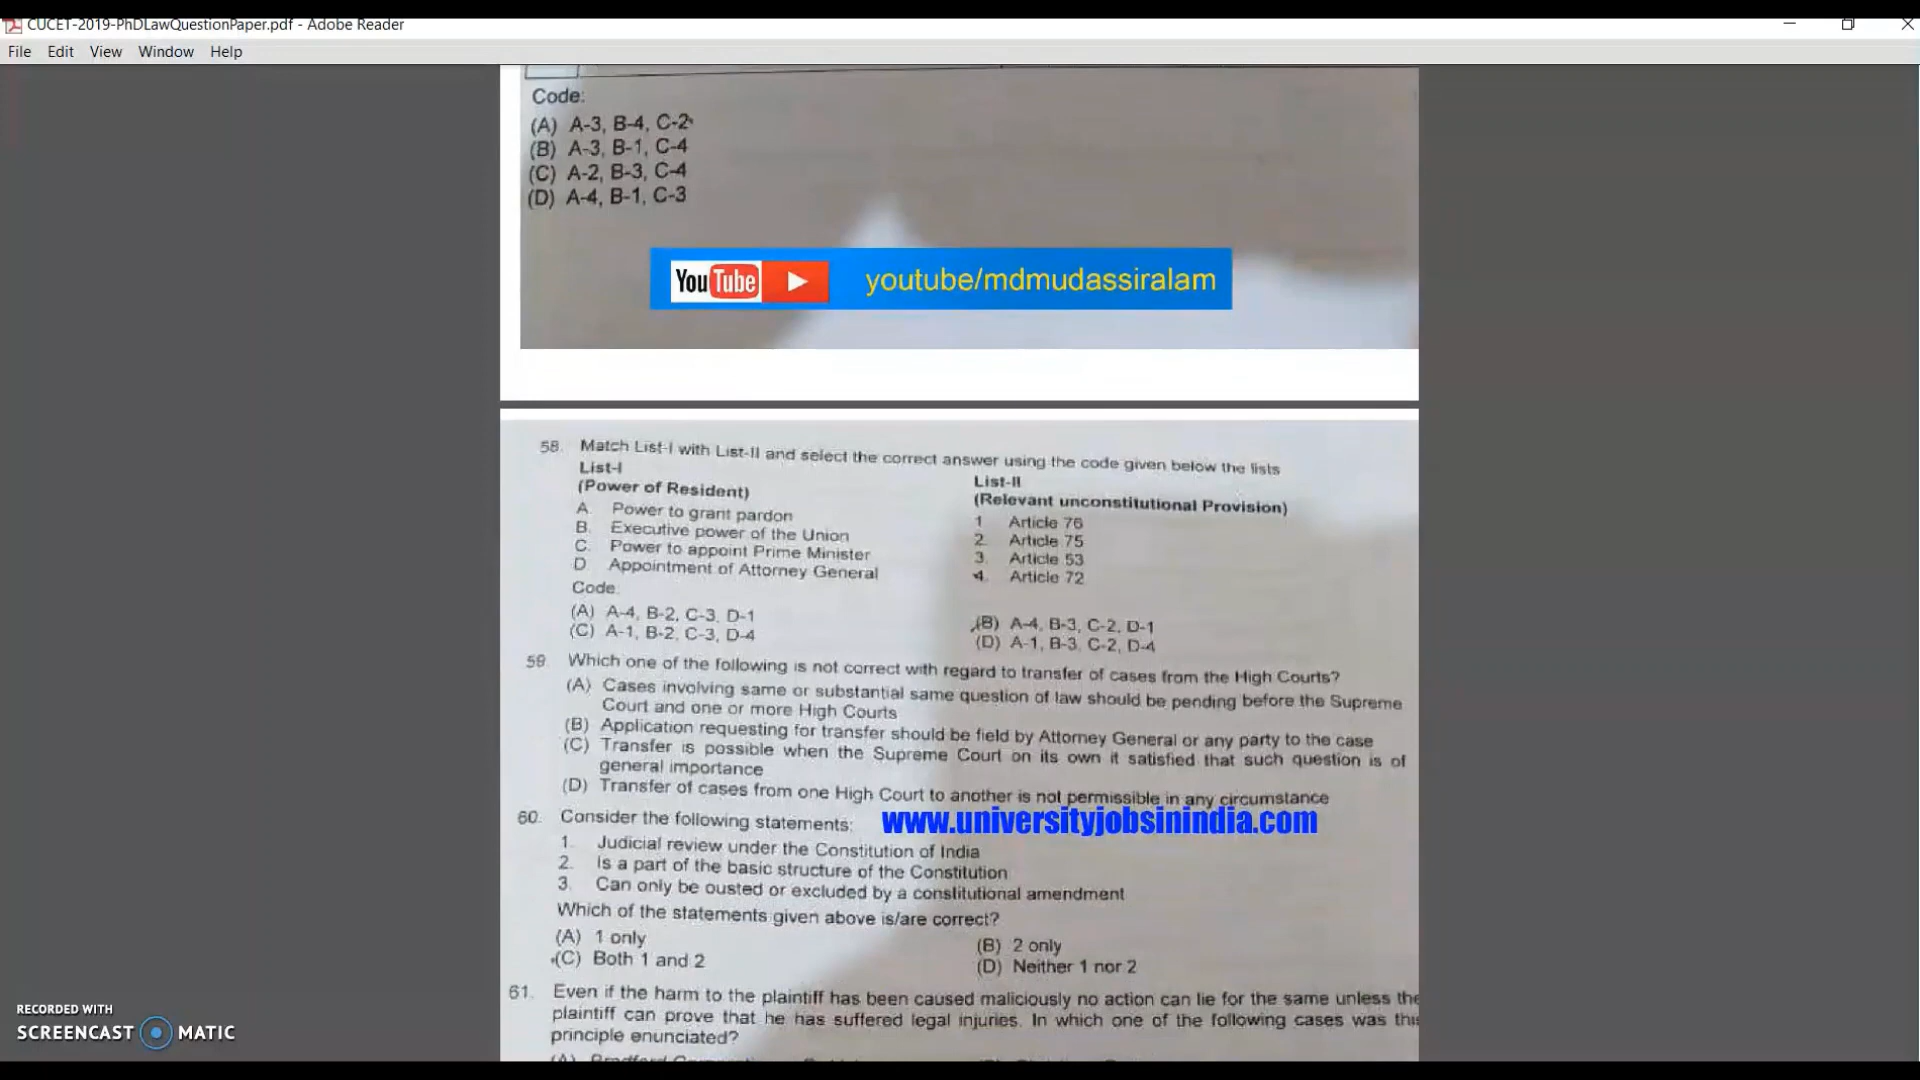 CUCET-2019-PhDLawQuestionPaper.pdf - Adobe Reader
File Edit View Window Help
Code:
(A) A-3, B-4, C-2
(B) A-3, B-1, C-4
(C) A-2, B-3, C-4
(D) A-4, B-1, C-3
YouTube youtube/mdmudassiralam
58. Match List-I with List-II and select the correct answer using the code given below the lists
List-I List-II
(Power of Resident) (Relevant unconstitutional Provision)
A. Power to grant pardon 1 Article 76
B. Executive power of the Union 2. Article 75
C. Power to appoint Prime Minister 3. Article 53
D Appointment of Attorney General 4. Article 72
Code:
(A) A-4, B-2, C-3, D-1 (B) A-4, B-3, C-2, D-1
(C) A-1, B-2, C-3, D-4 (D) A-1, B-3, C-2, D-4
59 Which one of the following is not correct with regard to transfer of cases from the High Courts?
(A) Cases involving same or substantial same question of law should be pending before the Supreme
Court and one or more High Courts
(B) Application requesting for transfer should be field by Attorney General or any party to the case
(C) Transfer is possible when the Supreme Court on its own it satisfied that such question is of
general importance
(D) Transfer of cases from one High Court to another is not permissible in any circumstance
60. Consider the following statements: www.universityjobsinindia.com
1. Judicial review under the Constitution of India
2. Is a part of the basic structure of the Constitution
3. Can only be ousted or excluded by a constitutional amendment
Which of the statements given above is/are correct?
(A) 1 only (B) 2 only
(C) Both 1 and 2 (D) Neither 1 nor 2
61. Even if the harm to the plaintiff has been caused maliciously no action can lie for the same unless the
plaintiff can prove that he has suffered legal injuries. In which one of the following cases was this
principle enunciated?
RECORDED WITH
SCREENCAST MATIC